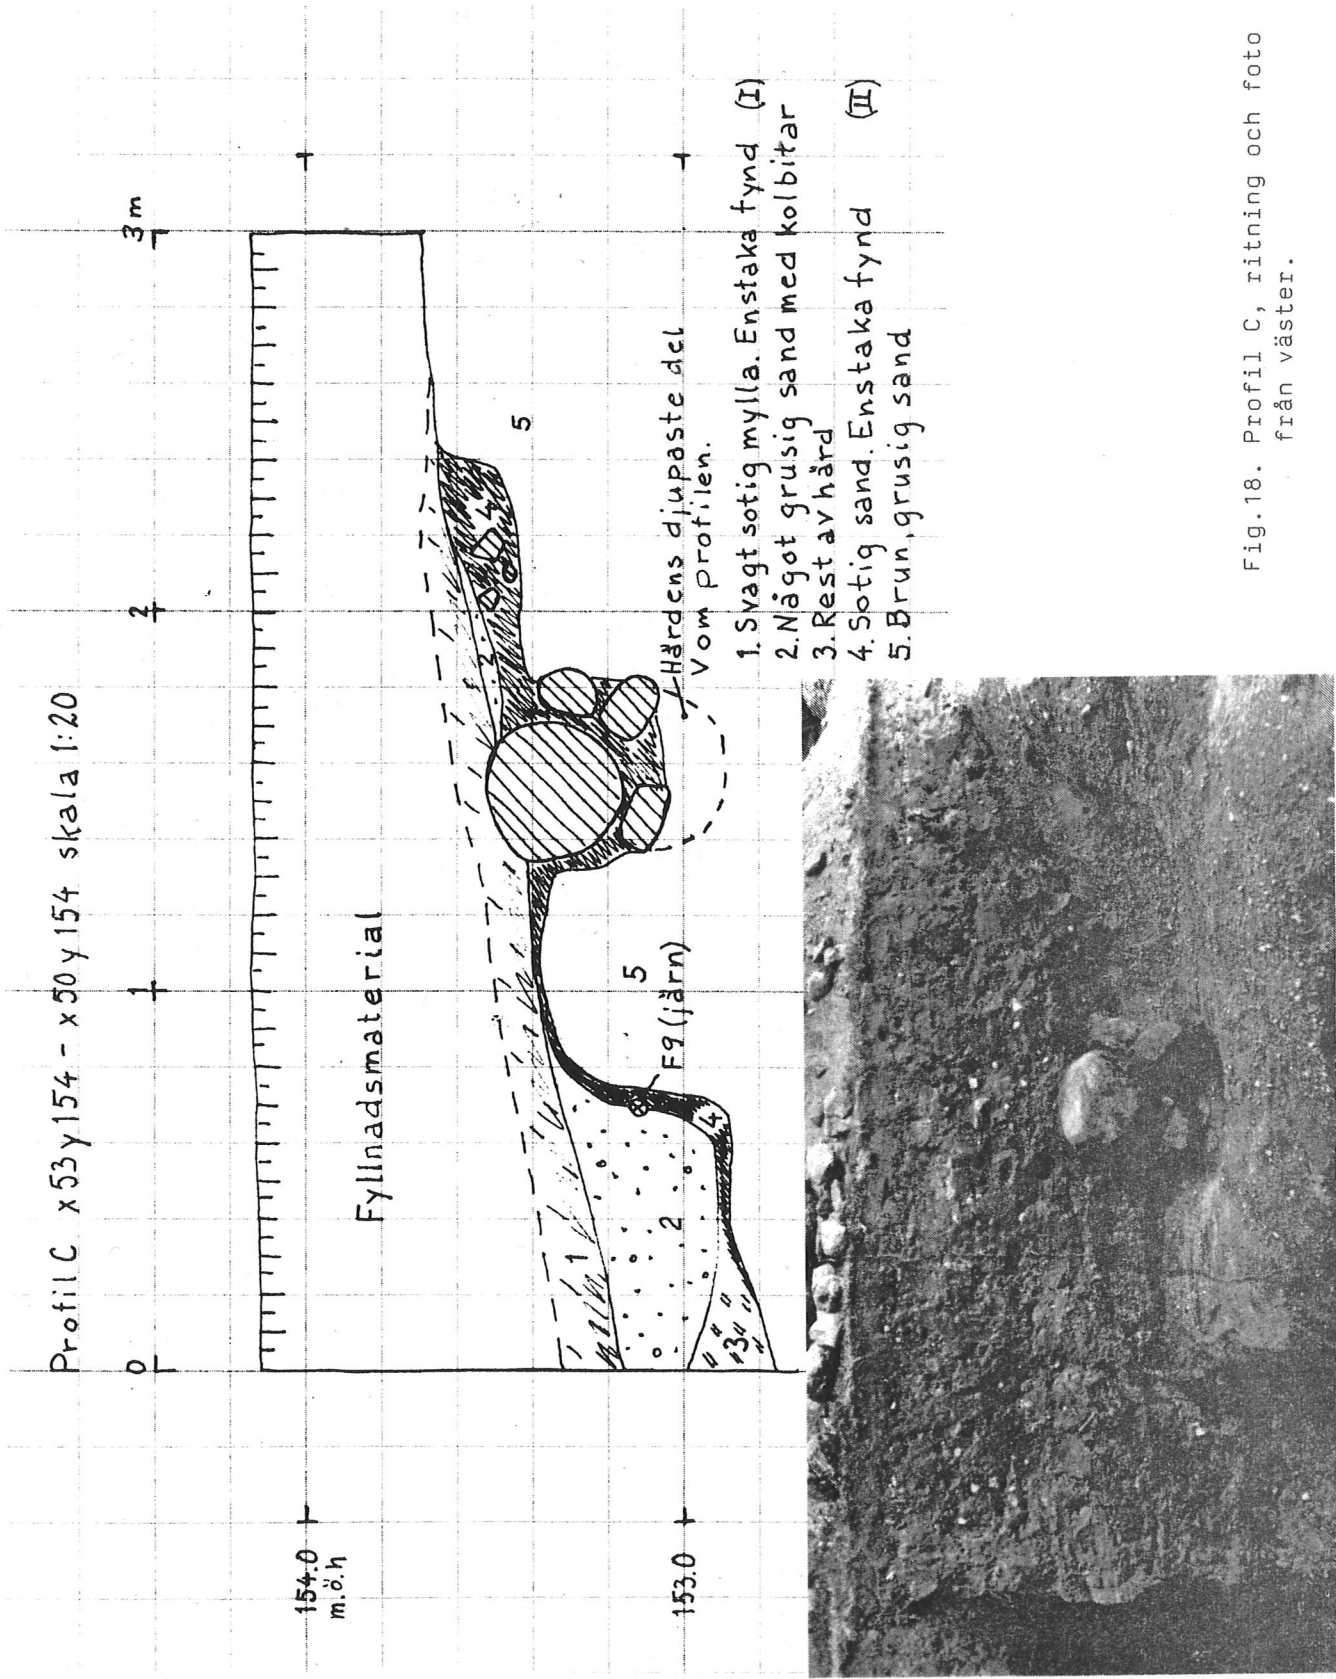 Profil C x53y154 - x50y154 skala 1:20
0 1 2 3m
154.0
m.ö.h
153.0
Fyllnadsmaterial
1
2
2
3
4
4
5
5
F9 (järn)
Härdens djupaste del
V om profilen.
1. Svagt sotig mylla. Enstaka fynd (I)
2. Något grusig sand med kolbitar
3. Rest av härd
4. Sotig sand. Enstaka fynd (II)
5. Brun, grusig sand
Fig.18. Profil C, ritning och foto
från väster.